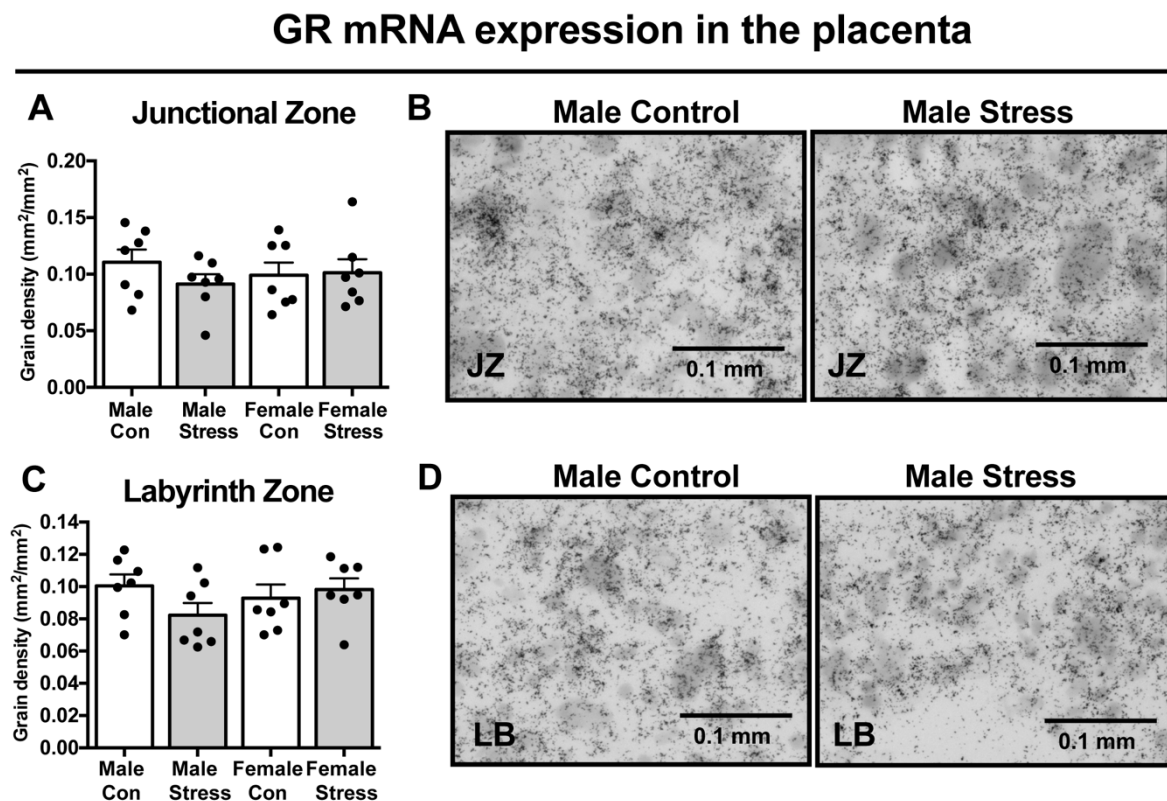 GR mRNA expression in the placenta
A
Junctional Zone
Grain density (mm²/mm²)
0.20
0.15
0.10
0.05
0.00
Male Con
Male Stress
Female Con
Female Stress
B
Male Control
JZ
0.1 mm
Male Stress
JZ
0.1 mm
C
Labyrinth Zone
Grain density (mm²/mm²)
0.14
0.12
0.10
0.08
0.06
0.04
0.02
0.00
Male Con
Male Stress
Female Con
Female Stress
D
Male Control
LB
0.1 mm
Male Stress
LB
0.1 mm